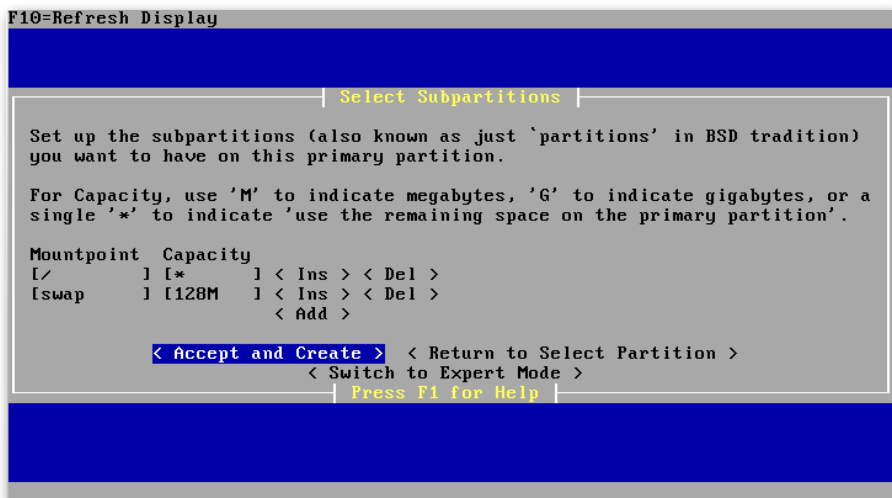 F10=Refresh Display
Select Subpartitions
Set up the subpartitions (also known as just `partitions' in BSD tradition)
you want to have on this primary partition.
For Capacity, use 'M' to indicate megabytes, 'G' to indicate gigabytes, or a
single '*' to indicate 'use the remaining space on the primary partition'.
Mountpoint Capacity
[/ ] [* ] < Ins > < Del >
[swap ] [128M ] < Ins > < Del >
< Add >
< Accept and Create > < Return to Select Partition >
< Switch to Expert Mode >
Press F1 for Help